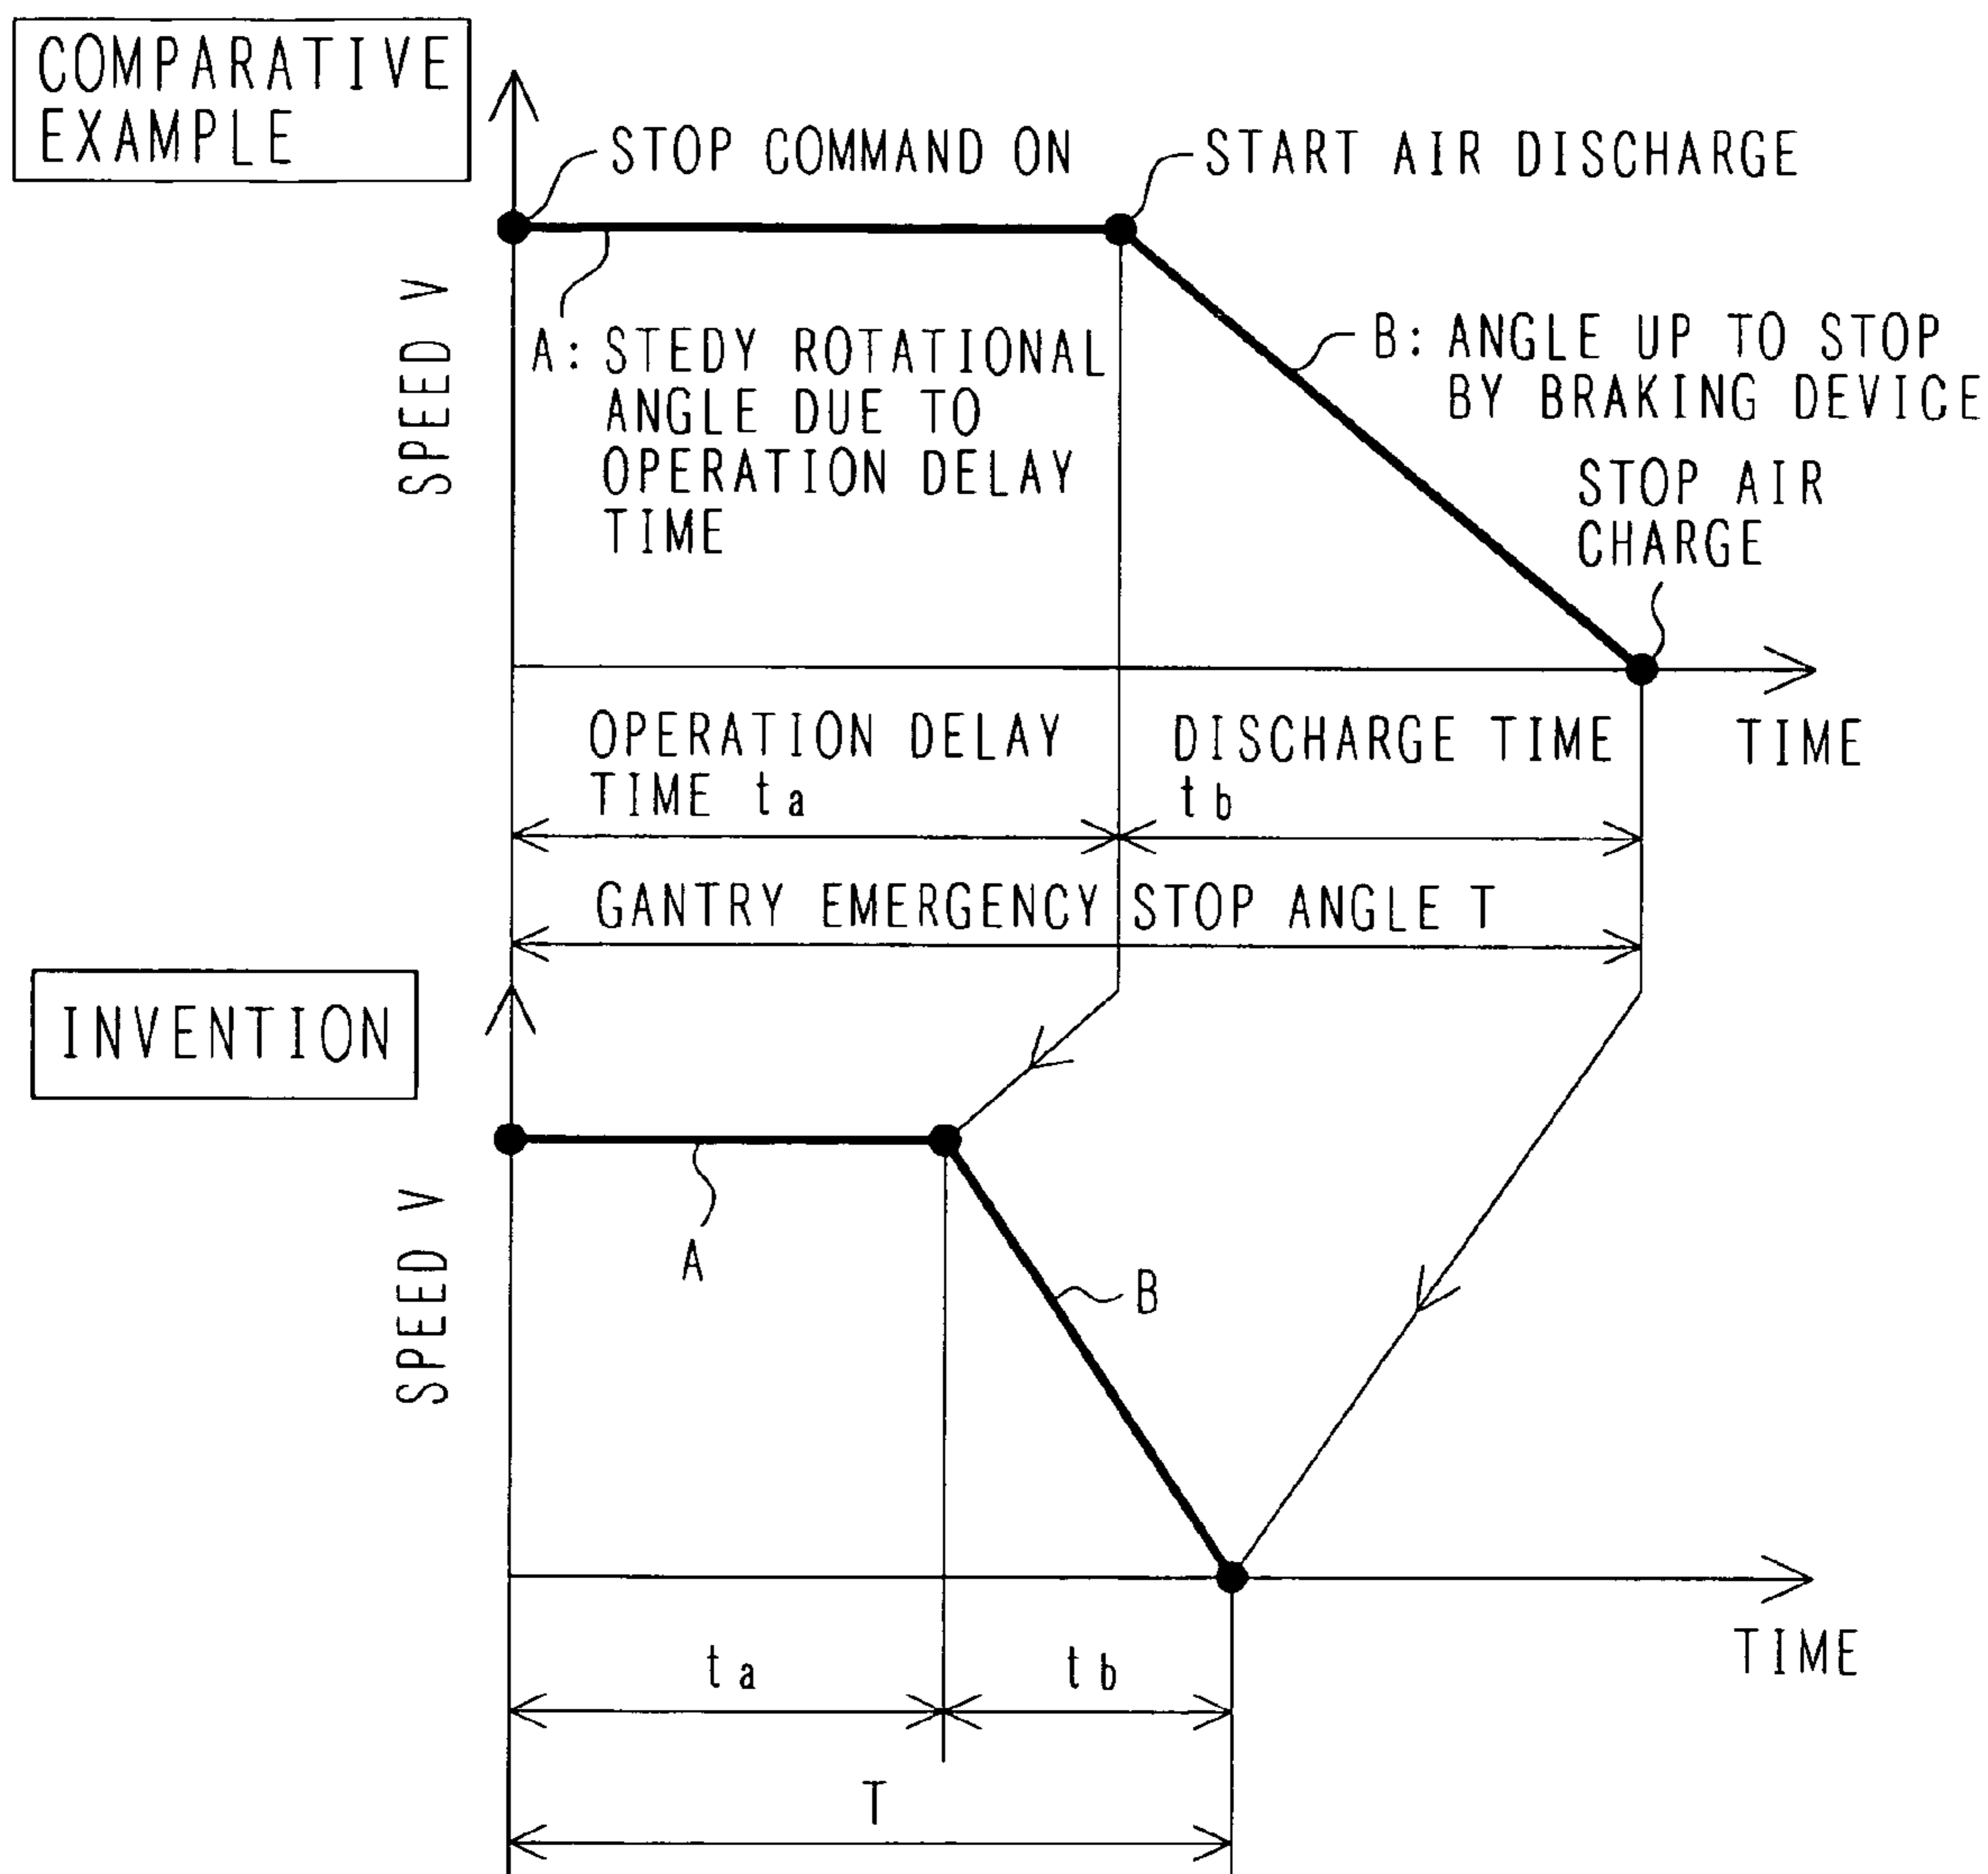 COMPARATIVE
EXAMPLE
STOP COMMAND ON
START AIR DISCHARGE
SPEED V
A: STEDY ROTATIONAL
ANGLE DUE TO
OPERATION DELAY
TIME
B: ANGLE UP TO STOP
BY BRAKING DEVICE
STOP AIR
CHARGE
OPERATION DELAY
TIME ta
DISCHARGE TIME
tb
TIME
GANTRY EMERGENCY STOP ANGLE T
INVENTION
SPEED V
A
B
TIME
ta
tb
T